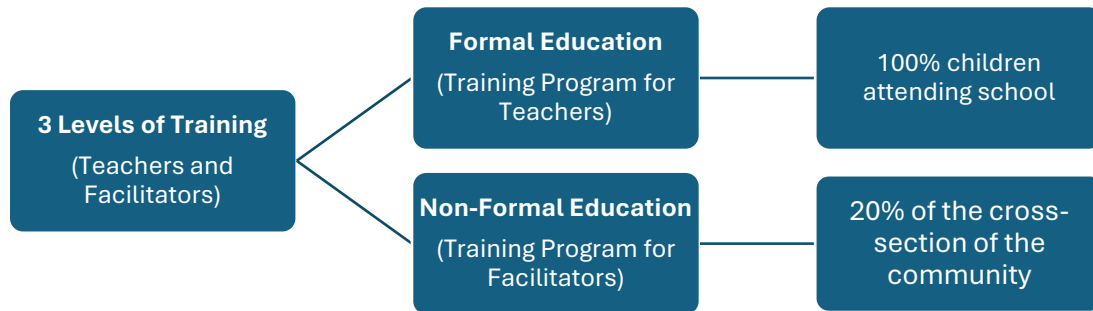 3 Levels of Training
(Teachers and
Facilitators)
Formal Education
(Training Program for
Teachers)
100% children
attending school
Non-Formal Education
(Training Program for
Facilitators)
20% of the cross-
section of the
community